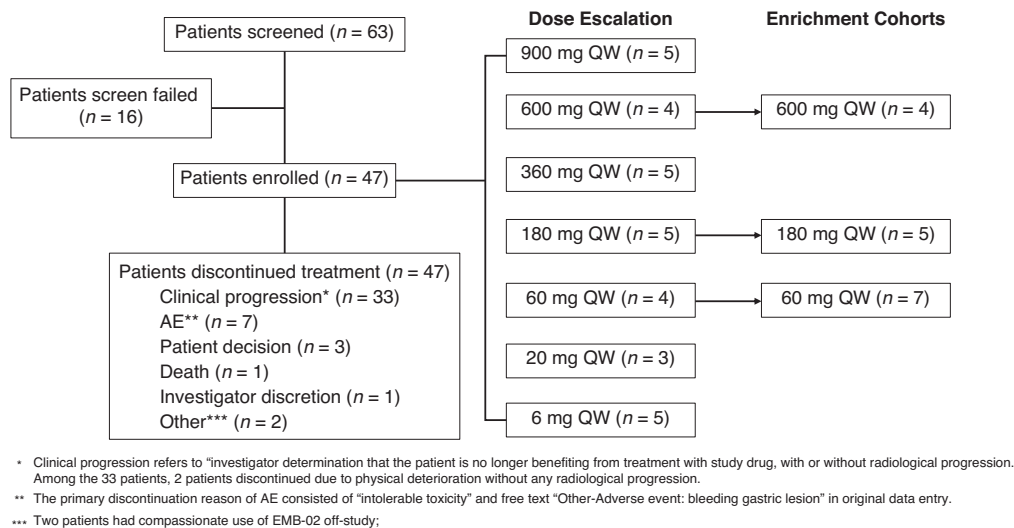 Patients screened (n = 63)
Patients screen failed
(n = 16)
Patients enrolled (n = 47)
Patients discontinued treatment (n = 47)
Clinical progression* (n = 33)
AE** (n = 7)
Patient decision (n = 3)
Death (n = 1)
Investigator discretion (n = 1)
Other*** (n = 2)
Dose Escalation
900 mg QW (n = 5)
600 mg QW (n = 4)
360 mg QW (n = 5)
180 mg QW (n = 5)
60 mg QW (n = 4)
20 mg QW (n = 3)
6 mg QW (n = 5)
Enrichment Cohorts
600 mg QW (n = 4)
180 mg QW (n = 5)
60 mg QW (n = 7)
* Clinical progression refers to “investigator determination that the patient is no longer benefiting from treatment with study drug, with or without radiological progression.
Among the 33 patients, 2 patients discontinued due to physical deterioration without any radiological progression.
** The primary discontinuation reason of AE consisted of “intolerable toxicity” and free text “Other-Adverse event: bleeding gastric lesion” in original data entry.
*** Two patients had compassionate use of EMB-02 off-study;